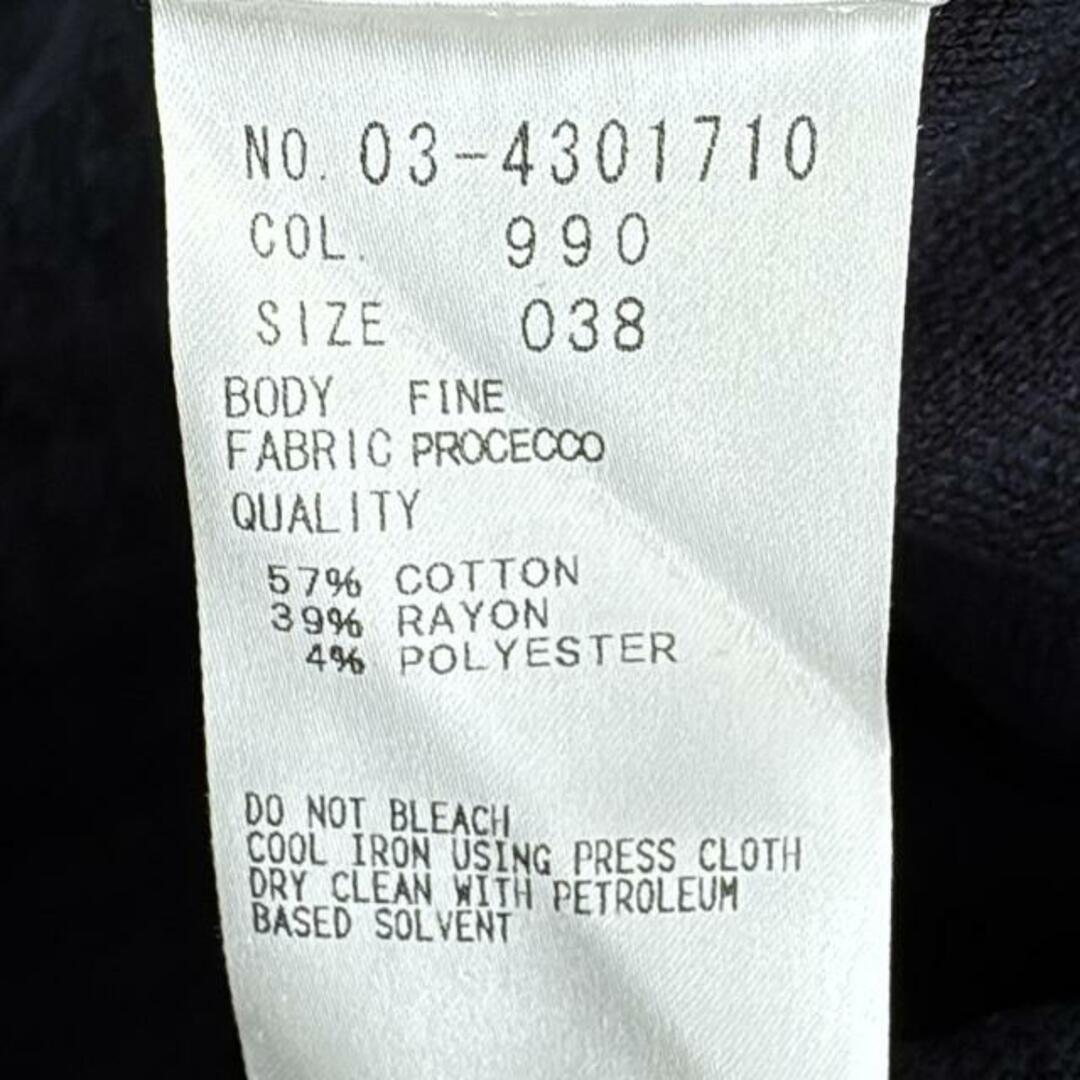 NO. 03-4301710
COL. 990
SIZE 038
BODY FINE
FABRIC PROCECCO
QUALITY
57% COTTON
39% RAYON
4% POLYESTER
DO NOT BLEACH
COOL IRON USING PRESS CLOTH
DRY CLEAN WITH PETROLEUM
BASED SOLVENT